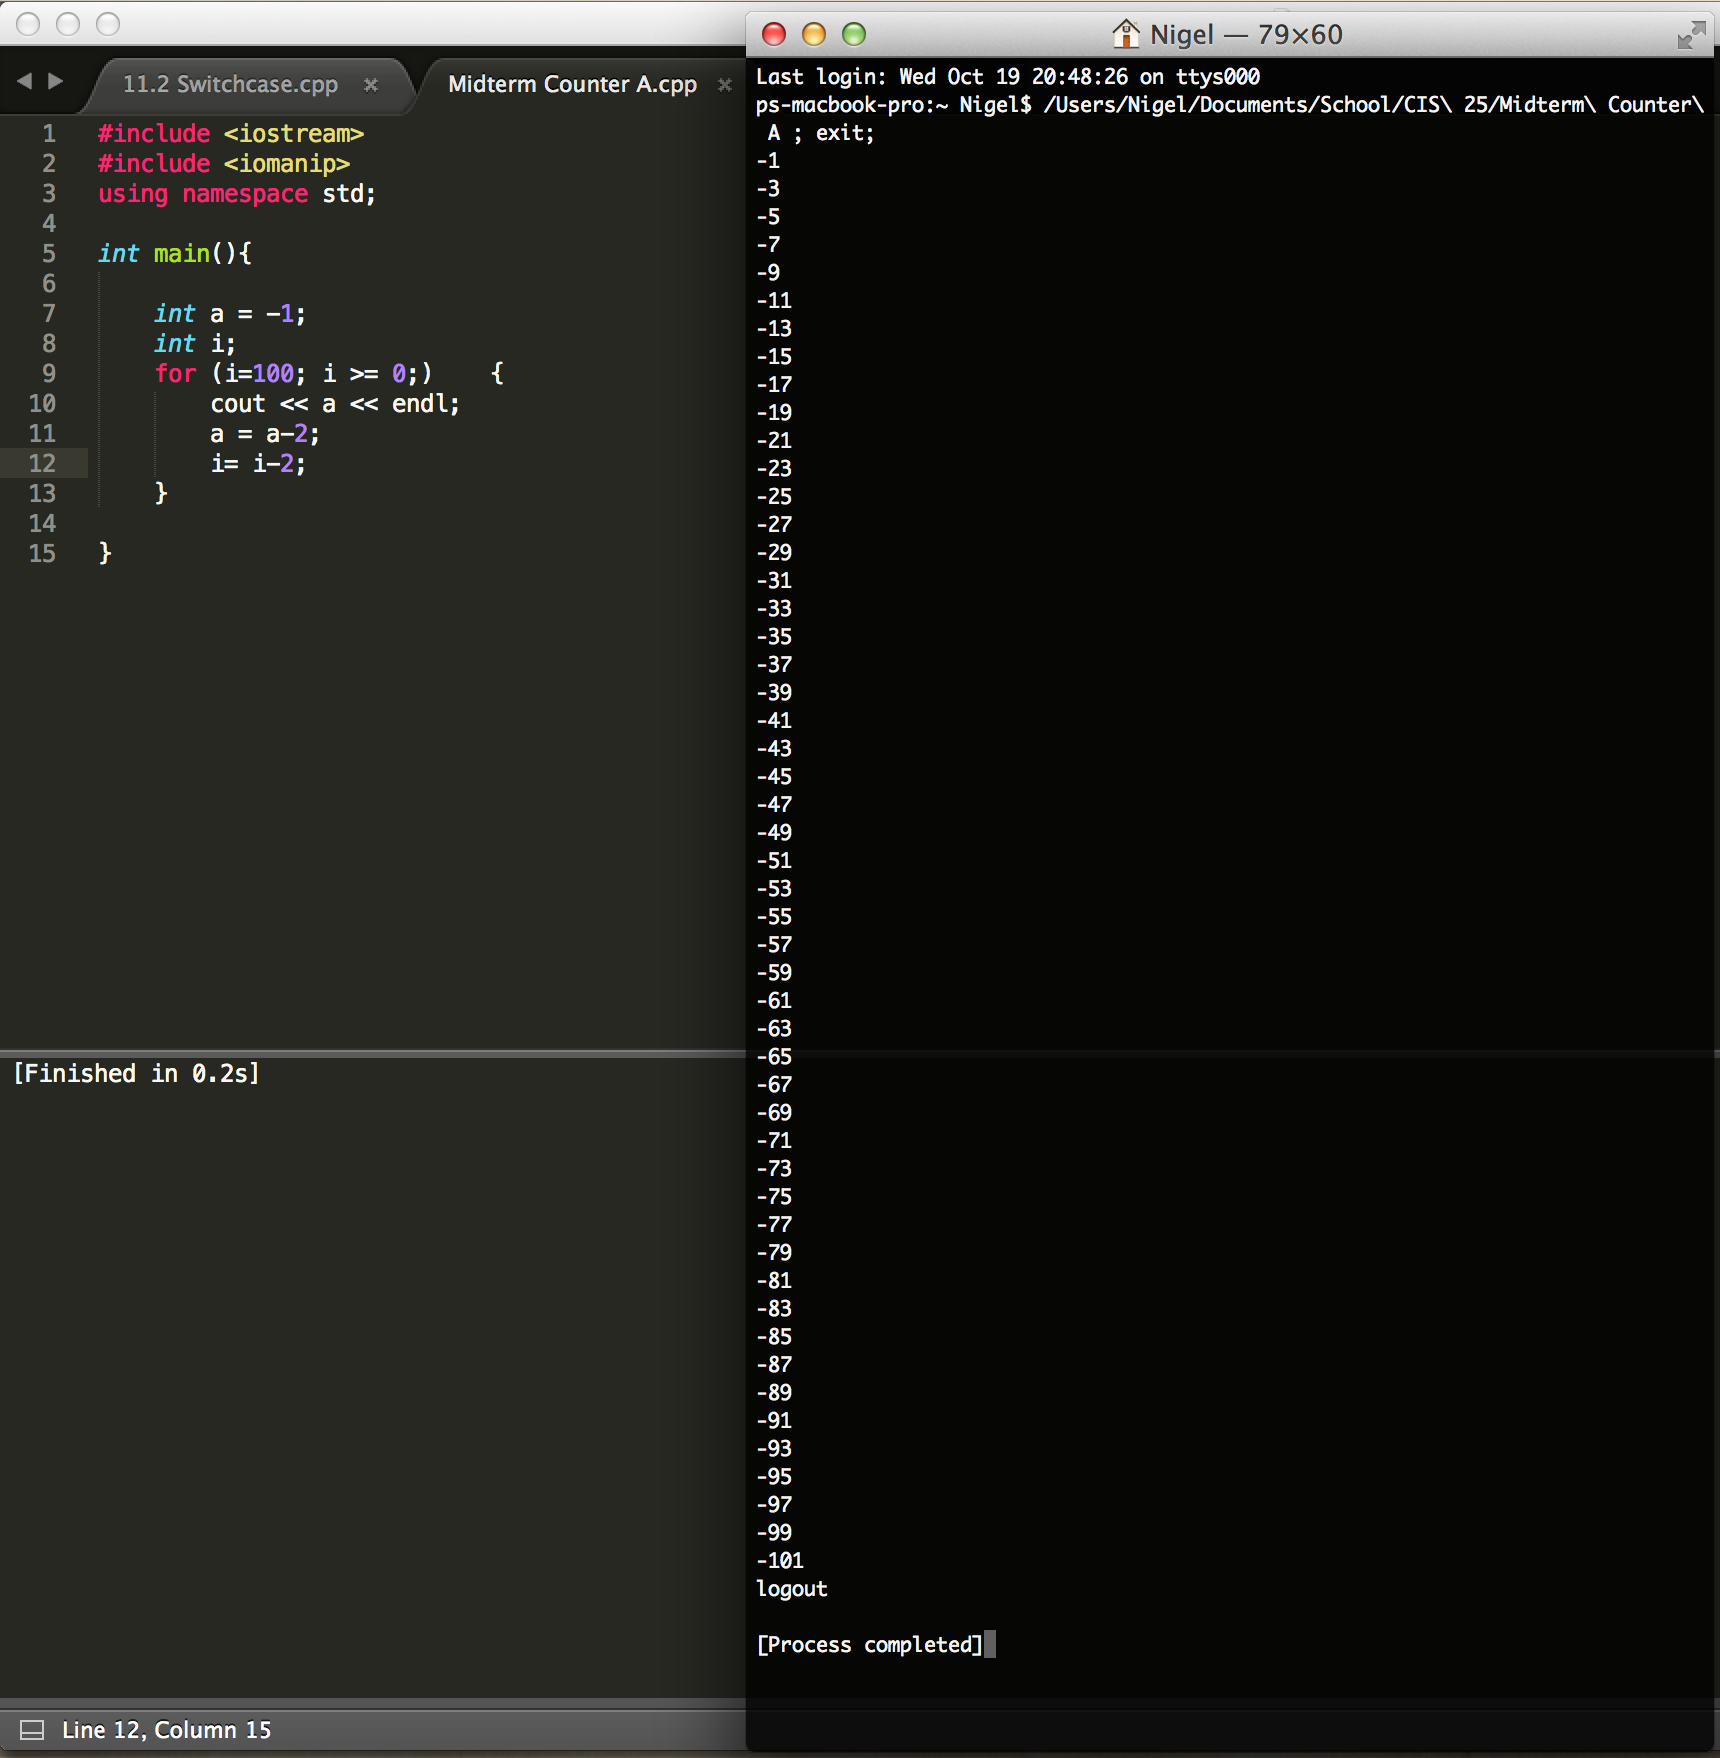 11.2 Switchcase.cpp
Midterm Counter A.cpp
1 #include <iostream>
2 #include <iomanip>
3 using namespace std;
4
5 int main(){
6
7 int a = -1;
8 int i;
9 for (i=100; i >= 0;)    {
10 cout << a << endl;
11 a = a-2;
12 i= i-2;
13 }
14
15 }
[Finished in 0.2s]
Line 12, Column 15
Nigel — 79×60
Last login: Wed Oct 19 20:48:26 on ttys000
ps-macbook-pro:~ Nigel$ /Users/Nigel/Documents/School/CIS\ 25/Midterm\ Counter\
 A ; exit;
-1
-3
-5
-7
-9
-11
-13
-15
-17
-19
-21
-23
-25
-27
-29
-31
-33
-35
-37
-39
-41
-43
-45
-47
-49
-51
-53
-55
-57
-59
-61
-63
-65
-67
-69
-71
-73
-75
-77
-79
-81
-83
-85
-87
-89
-91
-93
-95
-97
-99
-101
logout
[Process completed]